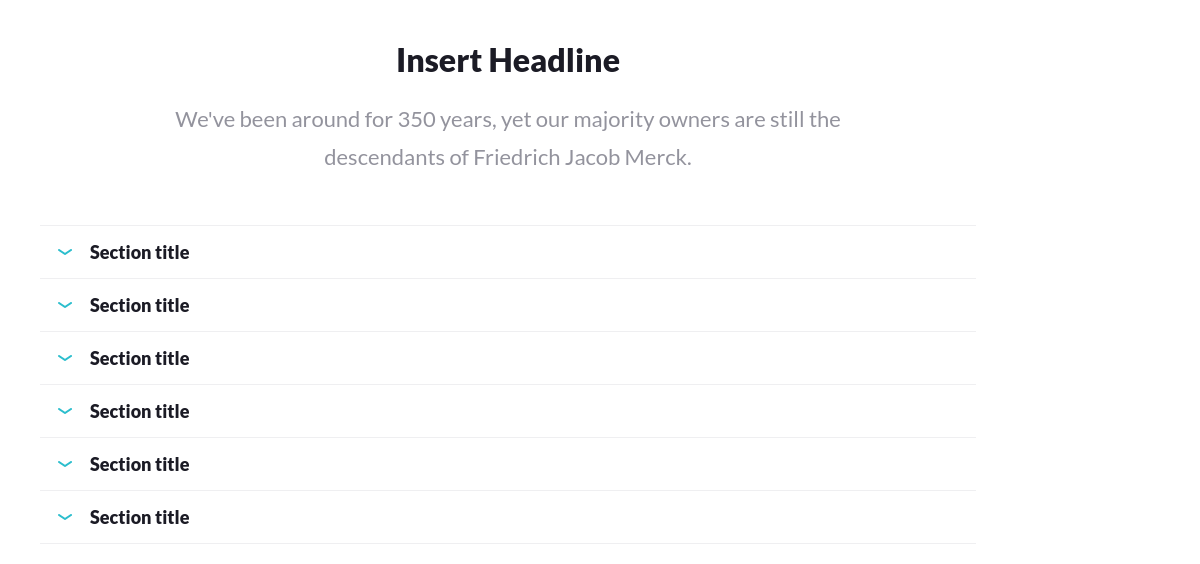 Insert Headline
We've been around for 350 years, yet our majority owners are still the
descendants of Friedrich Jacob Merck.
Section title
Section title
Section title
Section title
Section title
Section title